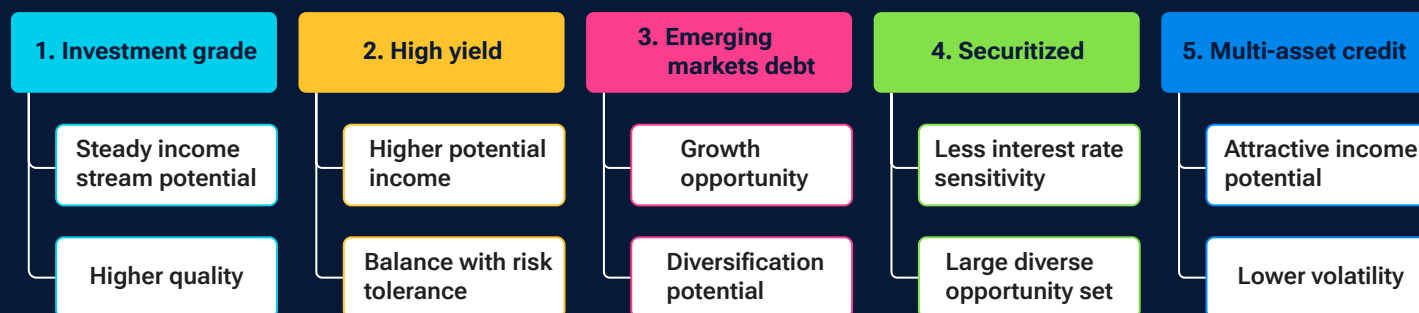 1. Investment grade
Steady income
stream potential
Higher quality
2. High yield
Higher potential
income
Balance with risk
tolerance
3. Emerging
markets debt
Growth
opportunity
Diversification
potential
4. Securitized
Less interest rate
sensitivity
Large diverse
opportunity set
5. Multi-asset credit
Attractive income
potential
Lower volatility